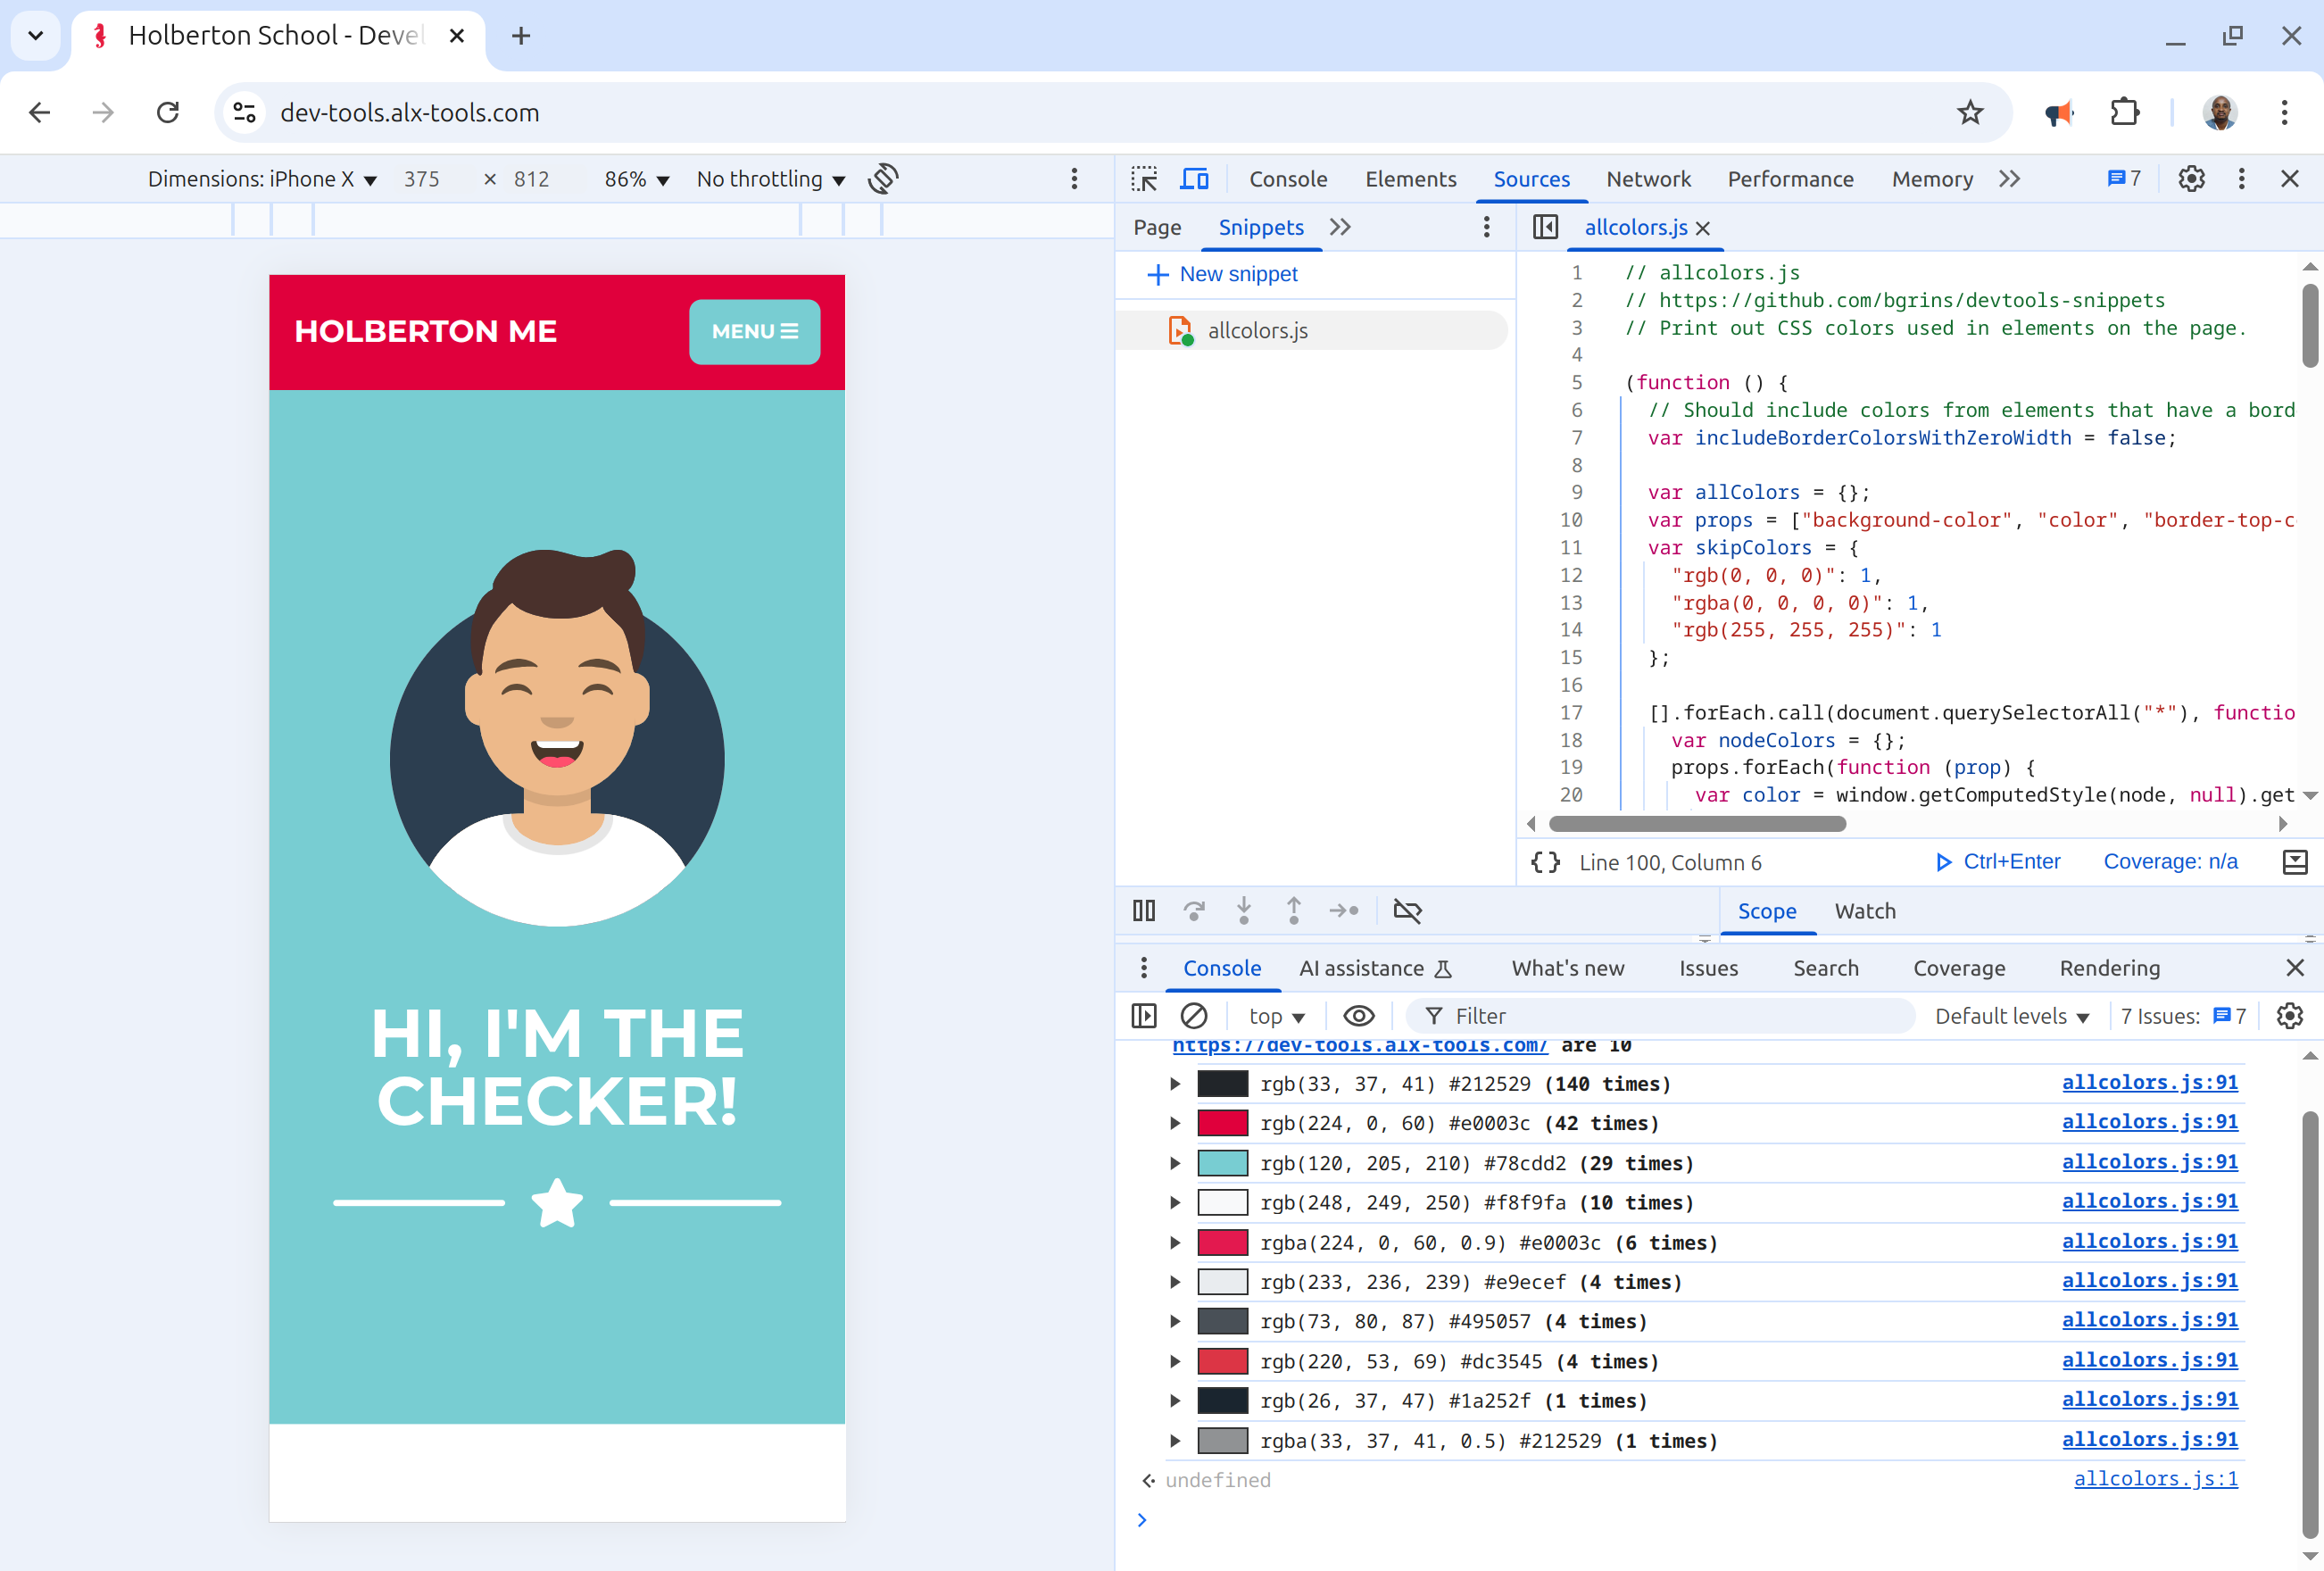 Holberton School - Devel
dev-tools.alx-tools.com
Dimensions: iPhone X 375 × 812 86% No throttling
HOLBERTON ME
MENU
HI, I'M THE
CHECKER!
Console Elements Sources Network Performance Memory 7
Page Snippets
New snippet
allcolors.js
allcolors.js
1 // allcolors.js
2 // https://github.com/bgrins/devtools-snippets
3 // Print out CSS colors used in elements on the page.
4
5 (function () {
6 // Should include colors from elements that have a bord
7 var includeBorderColorsWithZeroWidth = false;
8
9 var allColors = {};
10 var props = ["background-color", "color", "border-top-c
11 var skipColors = {
12 "rgb(0, 0, 0)": 1,
13 "rgba(0, 0, 0, 0)": 1,
14 "rgb(255, 255, 255)": 1
15 };
16
17 [].forEach.call(document.querySelectorAll("*"), functio
18 var nodeColors = {};
19 props.forEach(function (prop) {
20 var color = window.getComputedStyle(node, null).get
{} Line 100, Column 6 Ctrl+Enter Coverage: n/a
Scope Watch
Console AI assistance What's new Issues Search Coverage Rendering
top Filter Default levels 7 Issues: 7
https://dev-tools.alx-tools.com/ are 10
rgb(33, 37, 41) #212529 (140 times) allcolors.js:91
rgb(224, 0, 60) #e0003c (42 times) allcolors.js:91
rgb(120, 205, 210) #78cdd2 (29 times) allcolors.js:91
rgb(248, 249, 250) #f8f9fa (10 times) allcolors.js:91
rgba(224, 0, 60, 0.9) #e0003c (6 times) allcolors.js:91
rgb(233, 236, 239) #e9ecef (4 times) allcolors.js:91
rgb(73, 80, 87) #495057 (4 times) allcolors.js:91
rgb(220, 53, 69) #dc3545 (4 times) allcolors.js:91
rgb(26, 37, 47) #1a252f (1 times) allcolors.js:91
rgba(33, 37, 41, 0.5) #212529 (1 times) allcolors.js:91
undefined allcolors.js:1